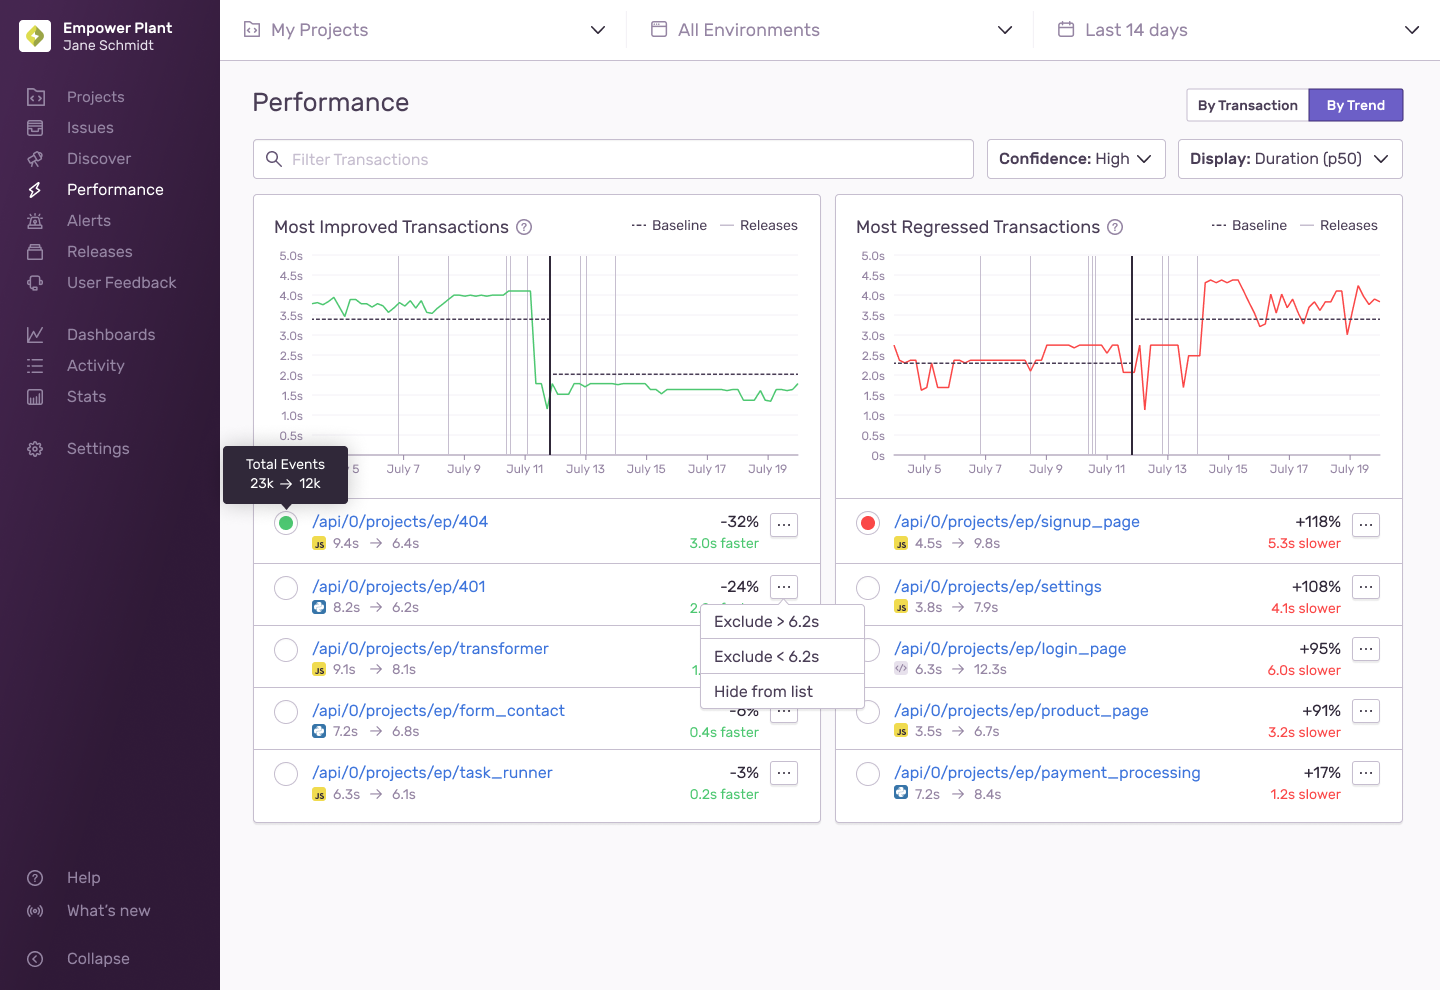 Empower Plant
Jane Schmidt
My Projects
All Environments
Last 14 days
Projects
Issues
Discover
Performance
Alerts
Releases
User Feedback
Dashboards
Activity
Stats
Settings
Help
What's new
Collapse
Performance
By Transaction
By Trend
Filter Transactions
Confidence: High
Display: Duration (p50)
Most Improved Transactions ?
Baseline
Releases
5.0s
4.5s
4.0s
3.5s
3.0s
2.5s
2.0s
1.5s
1.0s
0.5s
5
July 7
July 9
July 11
July 13
July 15
July 17
July 19
Total Events
23k → 12k
/api/0/projects/ep/404
-32%
...
JS 9.4s → 6.4s
3.0s faster
/api/0/projects/ep/401
-24%
...
8.2s → 6.2s
2.
Exclude > 6.2s
Exclude < 6.2s
Hide from list
/api/0/projects/ep/transformer
JS 9.1s → 8.1s
1.
/api/0/projects/ep/form_contact
...
7.2s → 6.8s
0.4s faster
/api/0/projects/ep/task_runner
-3%
...
JS 6.3s → 6.1s
0.2s faster
Most Regressed Transactions ?
Baseline
Releases
5.0s
4.5s
4.0s
3.5s
3.0s
2.5s
2.0s
1.5s
1.0s
0.5s
0s
July 5
July 7
July 9
July 11
July 13
July 15
July 17
July 19
/api/0/projects/ep/signup_page
+118%
...
JS 4.5s → 9.8s
5.3s slower
/api/0/projects/ep/settings
+108%
...
JS 3.8s → 7.9s
4.1s slower
/api/0/projects/ep/login_page
+95%
...
</> 6.3s → 12.3s
6.0s slower
/api/0/projects/ep/product_page
+91%
...
JS 3.5s → 6.7s
3.2s slower
/api/0/projects/ep/payment_processing
+17%
...
7.2s → 8.4s
1.2s slower